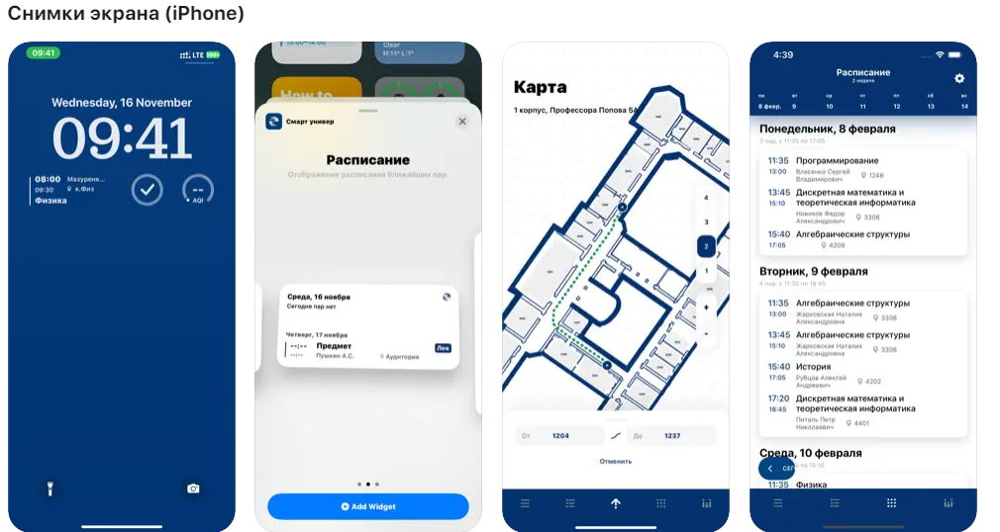 Снимки экрана (iPhone)
09:41
LTE
Wednesday, 16 November
09:41
08:00 Мазуренк...
09:30 к.Физ
Физика
--
AQI
13:00–14:00
Clear
H:11° L:1°
How to
Смарт универ
Расписание
Отображение расписания ближайших пар.
Среда, 16 ноября
Сегодня пар нет
Четверг, 17 ноября
--:-- Предмет Лек
--:-- Пушкин А.С. Аудитория
Add Widget
Карта
1 корпус, Профессора Попова 5А
4
3
2
1
+
-
От 1204 До 1237
Отменить
4:39
Расписание
2 неделя
пн вт ср чт пт сб вс
8 февр. 9 10 11 12 13 14
Понедельник, 8 февраля
3 пар, с 11:35 по 17:05
11:35 Программирование
13:00 Власенко Сергей
Владимирович 1246
13:45 Дискретная математика и
15:10 теоретическая информатика
Новиков Федор
Александрович 3308
15:40 Алгебраические структуры
17:05 4209
Вторник, 9 февраля
4 пар, с 11:35 по 18:45
11:35 Алгебраические структуры
13:00 Жарковская Наталия
Александровна 3308
13:45 Алгебраические структуры
15:10 Жарковская Наталия
Александровна 3308
15:40 История
17:05 Рубцов Алексей
Андреевич 4202
17:20 Дискретная математика и
18:45 теоретическая информатика
Питаль Петр
Николаевич 4401
Среда, 10 февраля
по 15:10
11:35 Физика